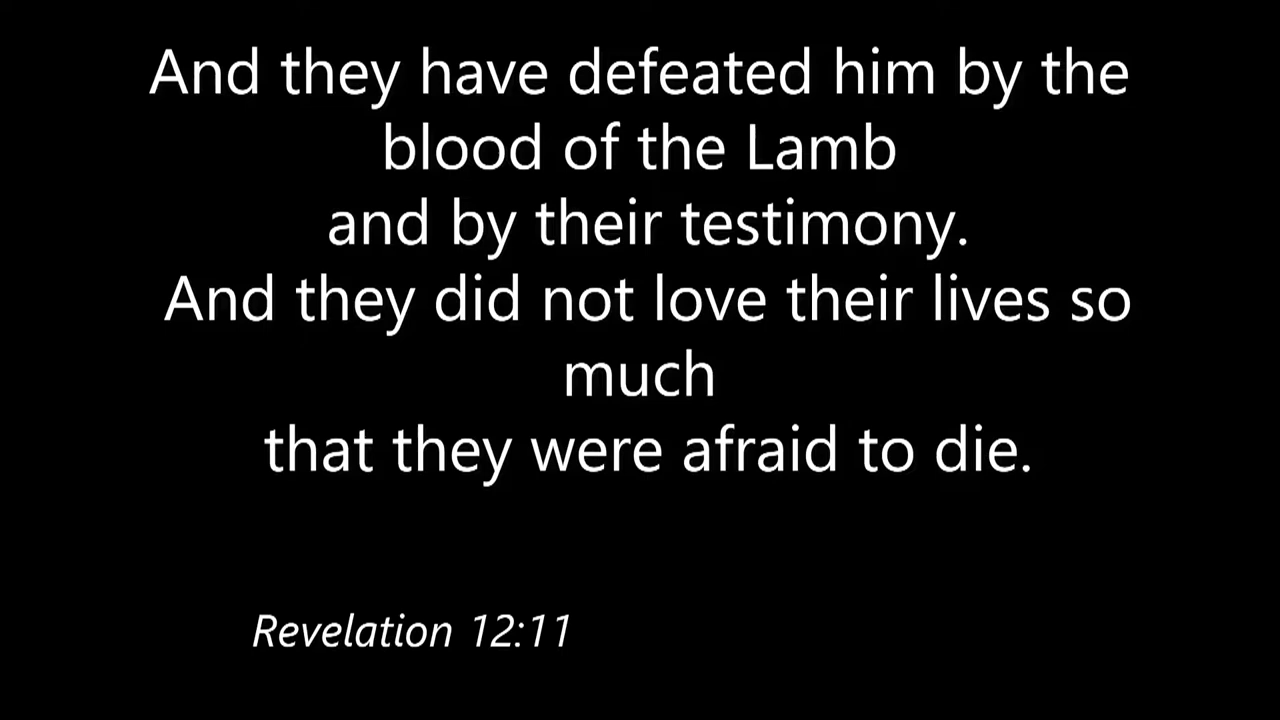 And they have defeated him by the
blood of the Lamb
and by their testimony.
And they did not love their lives so
much
that they were afraid to die.
Revelation 12:11